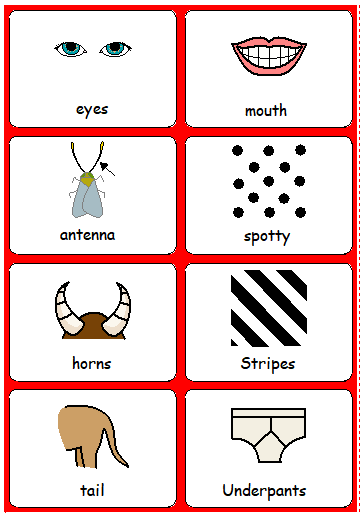 eyes
mouth
antenna
spotty
horns
Stripes
tail
Underpants